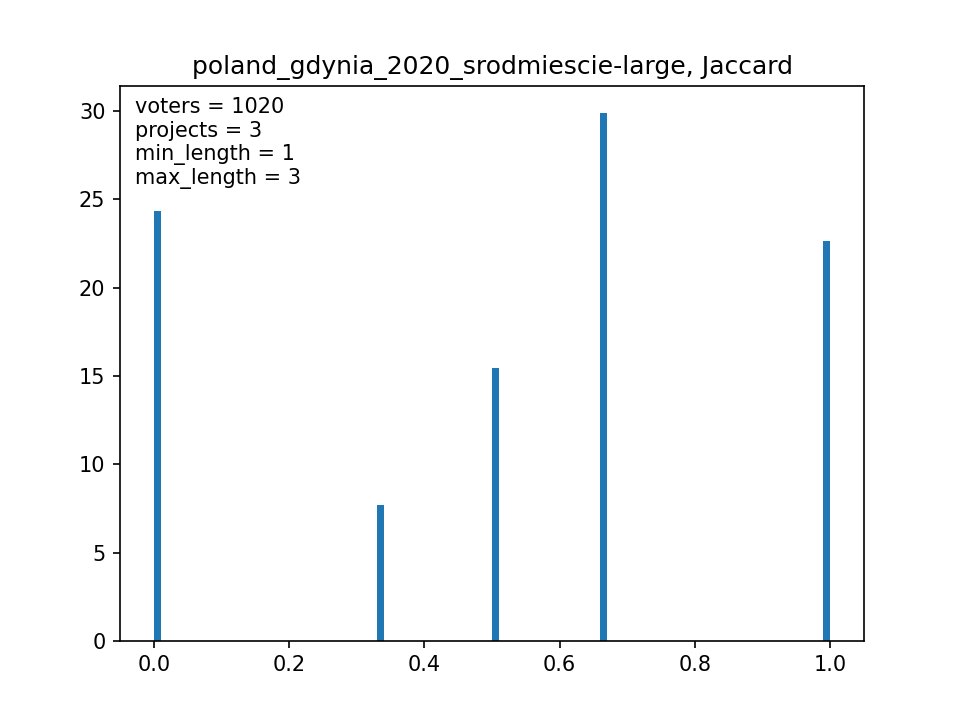 poland_gdynia_2020_srodmiescie-large, Jaccard
voters = 1020
projects = 3
min_length = 1
max_length = 3
30
25
20
15
10
5
0
0.0 0.2 0.4 0.6 0.8 1.0